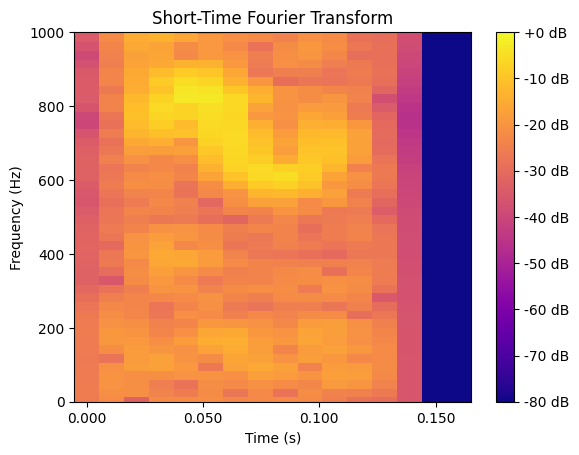 Short-Time Fourier Transform
1000
800
600
400
200
0
Frequency (Hz)
0.000
0.050
0.100
0.150
Time (s)
+0 dB
-10 dB
-20 dB
-30 dB
-40 dB
-50 dB
-60 dB
-70 dB
-80 dB